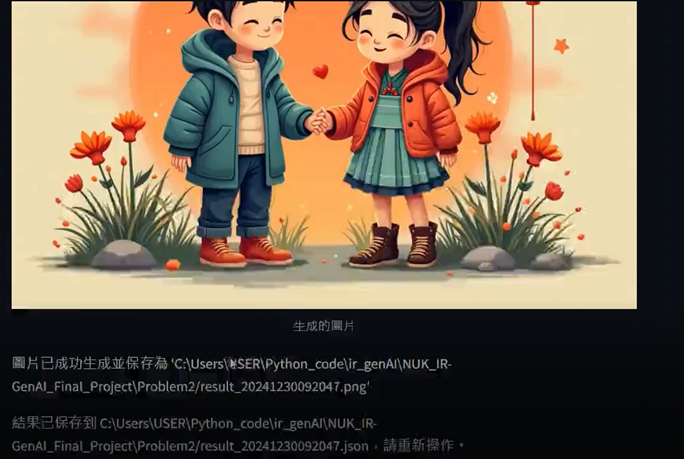 生成的圖片
圖片已成功生成並保存為 'C:\Users\USER\Python_code\ir_genAI\NUK_IR-
GenAI_Final_Project\Problem2/result_20241230092047.png'
結果已保存到 C:\Users\USER\Python_code\ir_genAI\NUK_IR-
GenAI_Final_Project\Problem2/result_20241230092047.json，請重新操作。